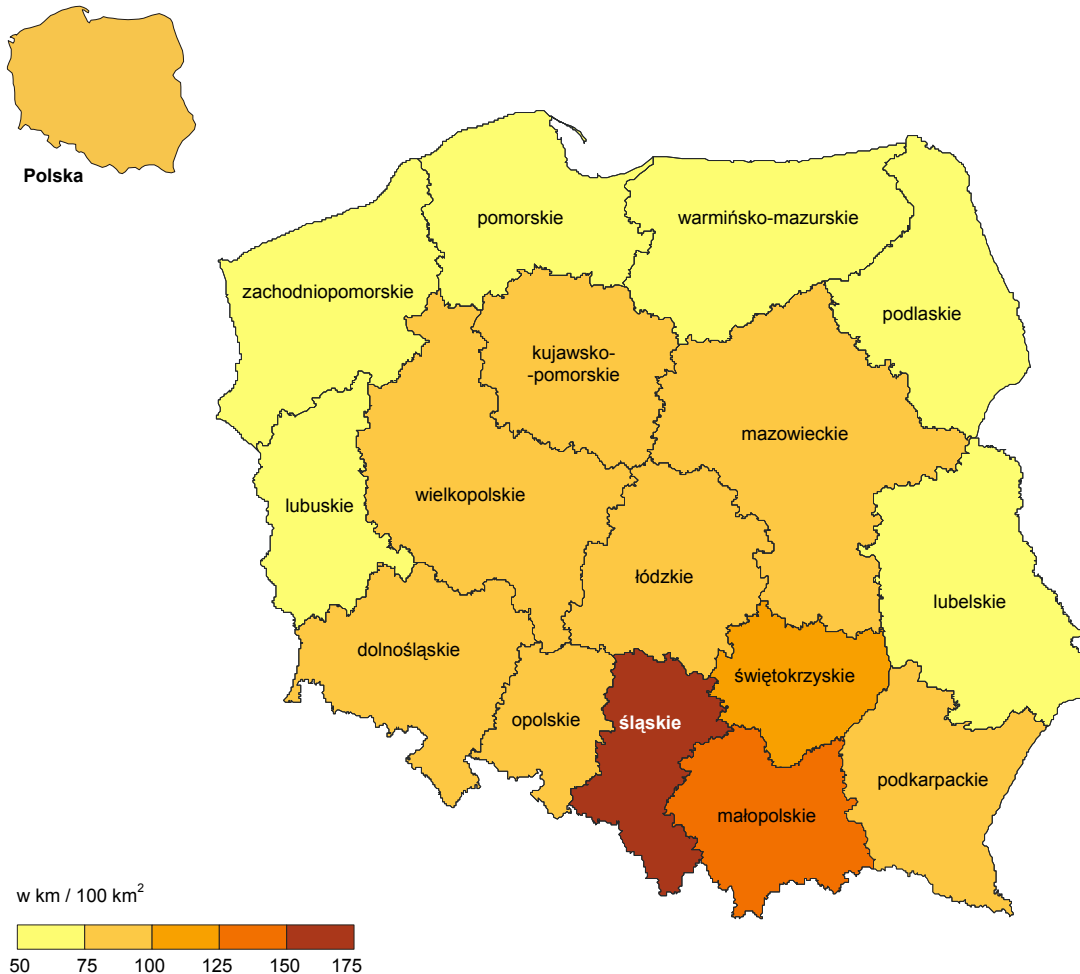 Polska
pomorskie
warmińsko-mazurskie
zachodniopomorskie
podlaskie
kujawsko-
-pomorskie
mazowieckie
wielkopolskie
lubuskie
łódzkie
lubelskie
dolnośląskie
świętokrzyskie
opolskie
śląskie
podkarpackie
małopolskie
w km / 100 km²
50 75 100 125 150 175